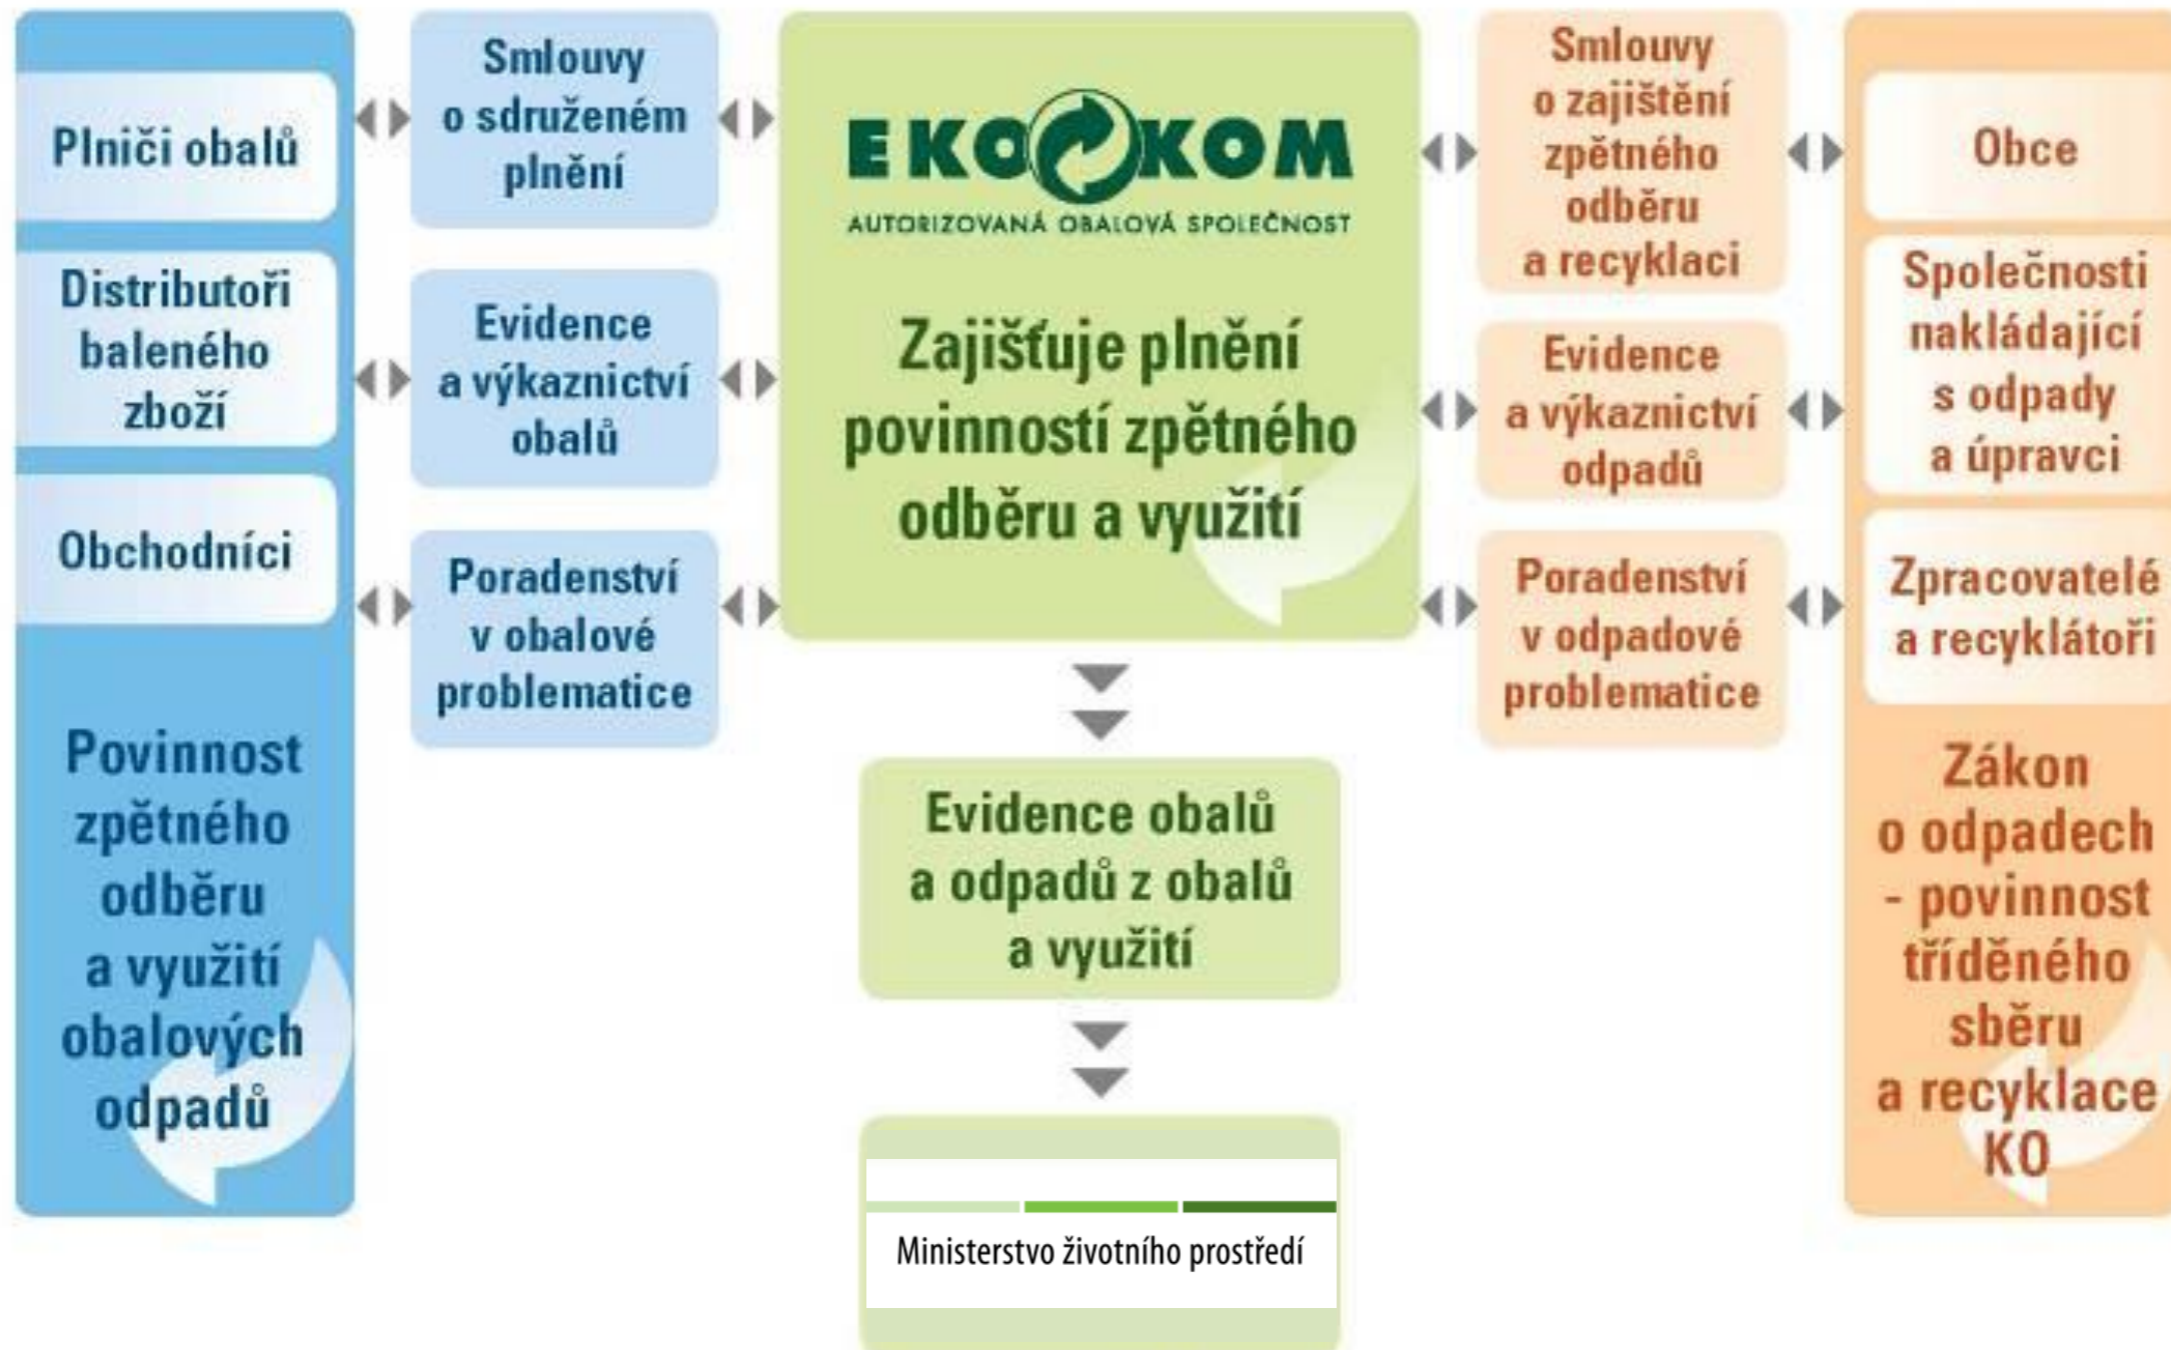 Plniči obalů
Distributoři
baleného
zboží
Obchodníci
Povinnost
zpětného
odběru
a využití
obalových
odpadů
Smlouvy
o sdruženém
plnění
Evidence
a výkaznictví
obalů
Poradenství
v obalové
problematice
EKO KOM
AUTORIZOVANÁ OBALOVÁ SPOLEČNOST
Zajišťuje plnění
povinností zpětného
odběru a využití
Evidence obalů
a odpadů z obalů
a využití
Ministerstvo životního prostředí
Smlouvy
o zajištění
zpětného
odběru
a recyklaci
Evidence
a výkaznictví
odpadů
Poradenství
v odpadové
problematice
Obce
Společnosti
nakládající
s odpady
a úpravci
Zpracovatelé
a recyklátoři
Zákon
o odpadech
- povinnost
tříděného
sběru
a recyklace
KO